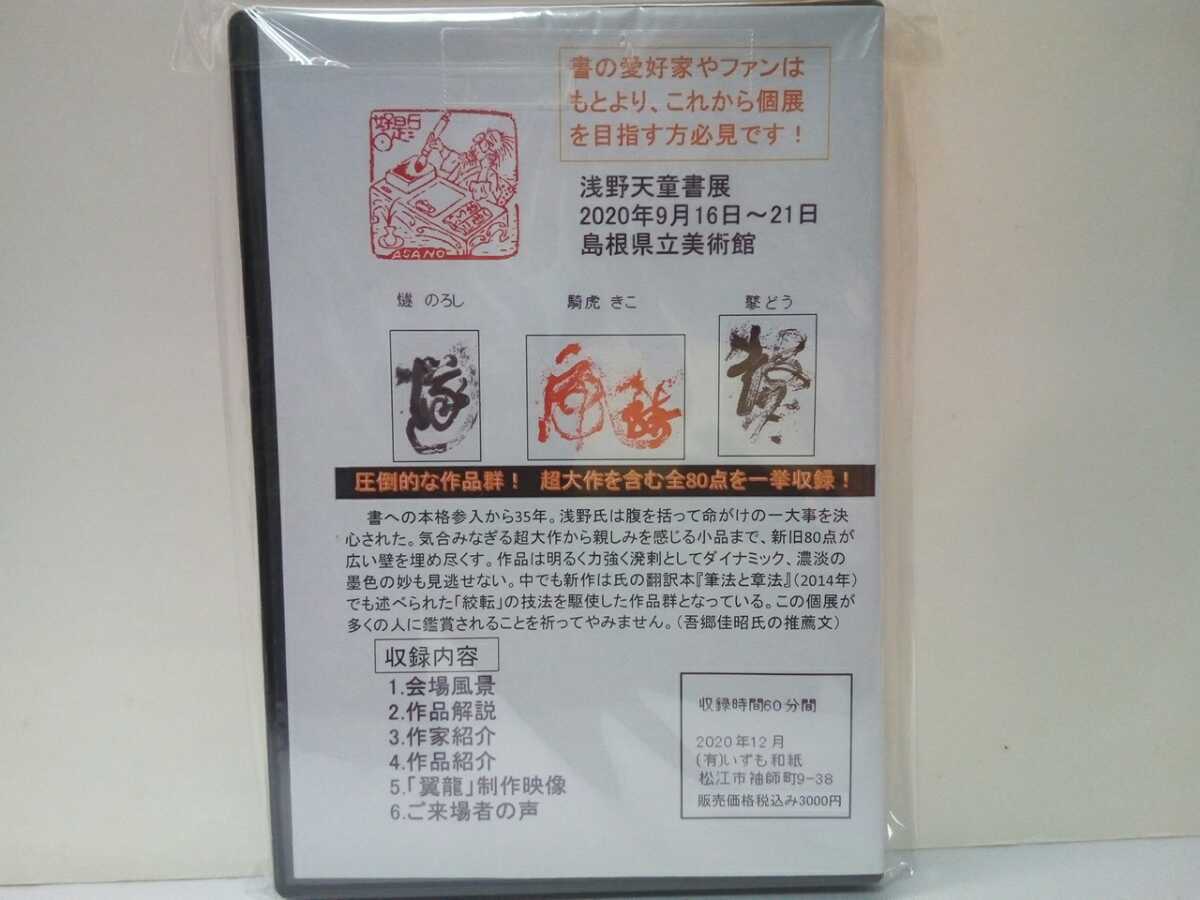 書の愛好家やファンは
もとより、これから個展
を目指す方必見です！
ASANO
浅野天童書展
2020年9月16日～21日
島根県立美術館
燧 のろし
騎虎 きこ
鼕どう
圧倒的な作品群！ 超大作を含む全80点を一挙収録！
書への本格参入から35年。浅野氏は腹を括って命がけの一大事を決
心された。気合みなぎる超大作から親しみを感じる小品まで、新旧80点が
広い壁を埋め尽くす。作品は明るく力強く溌剌としてダイナミック、濃淡の
墨色の妙も見逃せない。中でも新作は氏の翻訳本『筆法と章法』（2014年）
でも述べられた「絞転」の技法を駆使した作品群となっている。この個展が
多くの人に鑑賞されることを祈ってやみません。（吾郷佳昭氏の推薦文）
収録内容
1.会場風景
2.作品解説
3.作家紹介
4.作品紹介
5.「翼龍」制作映像
6.ご来場者の声
収録時間60分間
2020年12月
(有)いずも和紙
松江市袖師町9-38
販売価格税込み3000円